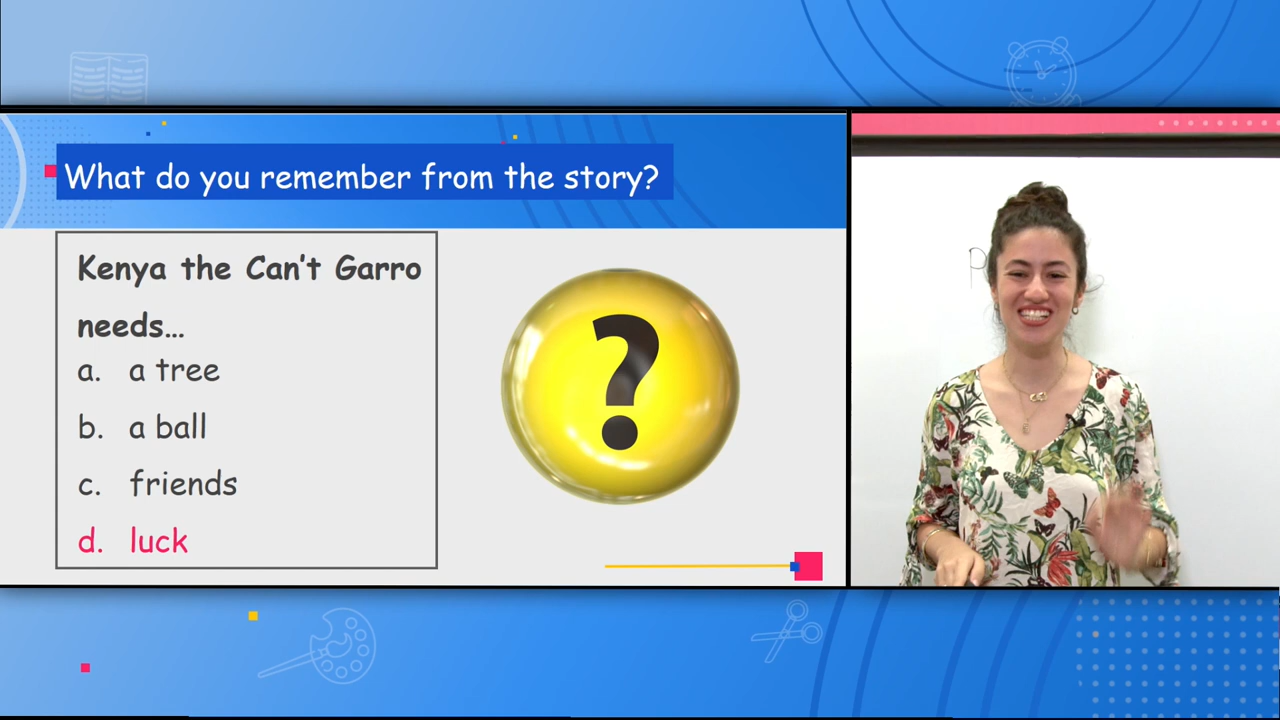 What do you remember from the story?
Kenya the Can't Garro
needs...
a. a tree
b. a ball
c. friends
d. luck
?
P